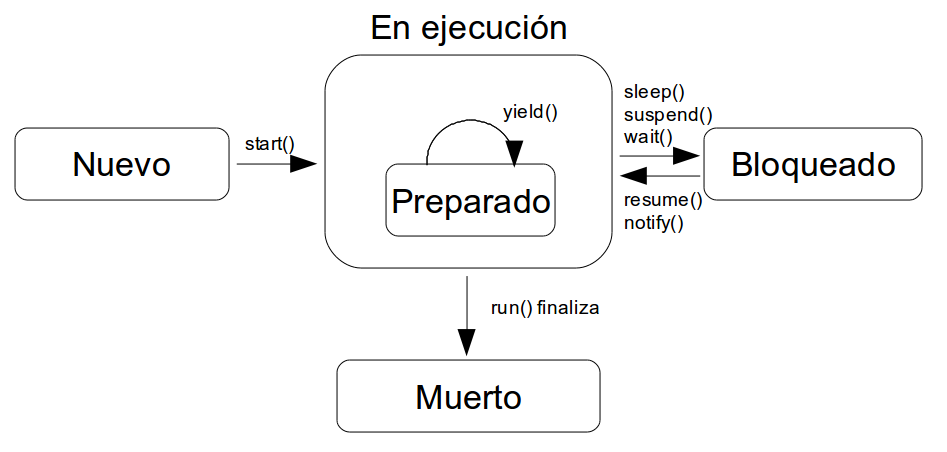 En ejecución
sleep()
suspend()
wait()
yield()
start()
Nuevo
Preparado
Bloqueado
resume()
notify()
run() finaliza
Muerto